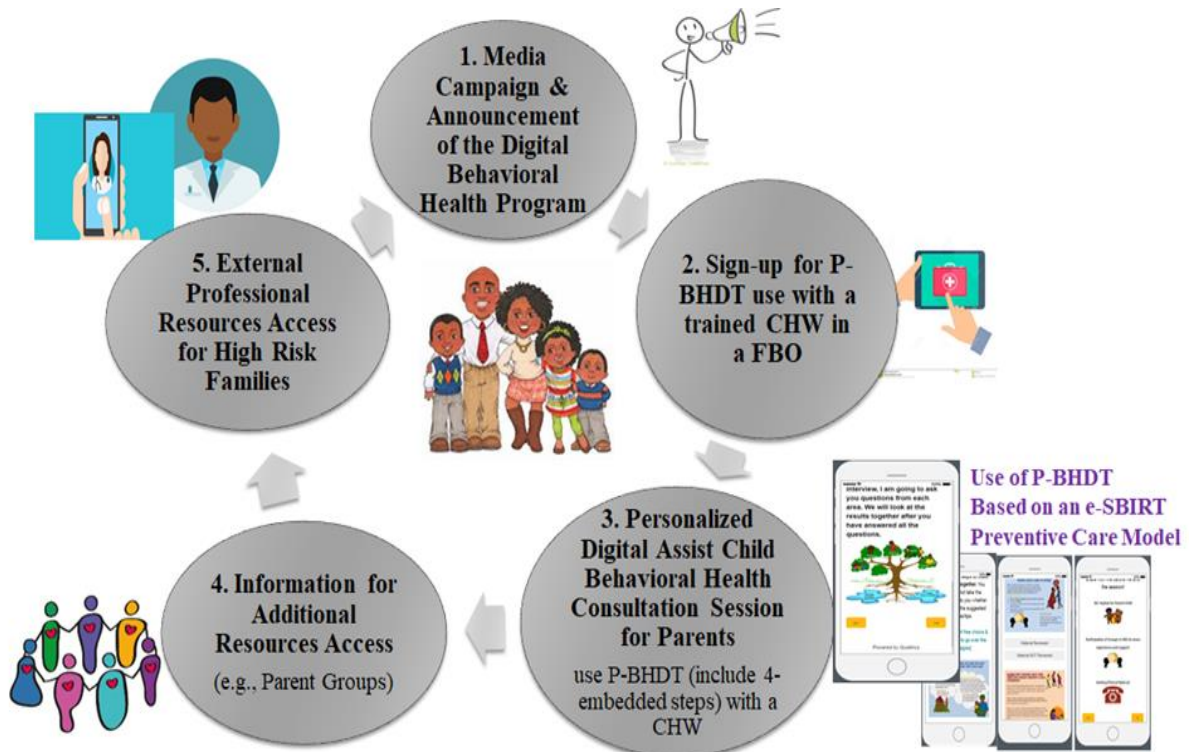 1. Media
Campaign &
Announcement
of the Digital
Behavioral
Health Program
2. Sign-up for P-
BHDT use with a
trained CHW in
a FBO
3. Personalized
Digital Assist Child
Behavioral Health
Consultation Session
for Parents
use P-BHDT (include 4-
embedded steps) with a
CHW
4. Information for
Additional
Resources Access
(e.g., Parent Groups)
5. External
Professional
Resources Access
for High Risk
Families
Use of P-BHDT
Based on an e-SBIRT
Preventive Care Model
interview, I am going to ask
you questions from each
area. We will look at the
results together after you
have answered all the
questions.